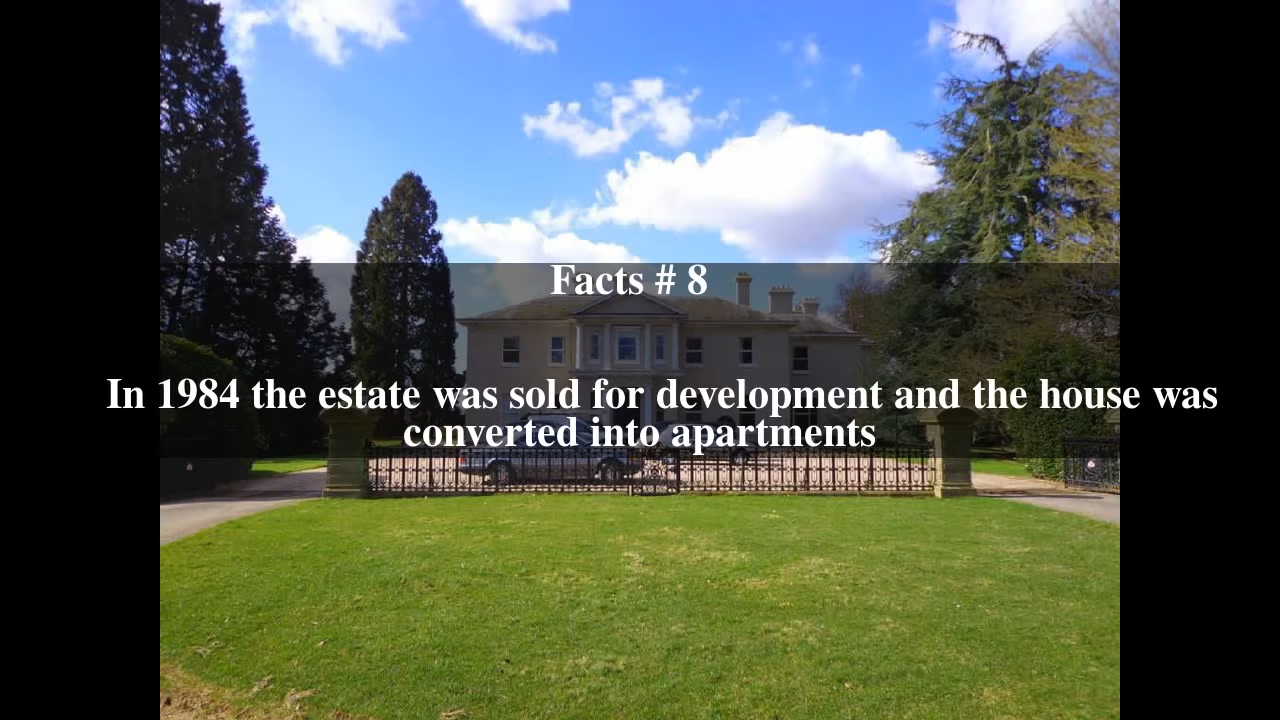 Facts # 8
In 1984 the estate was sold for development and the house was
converted into apartments